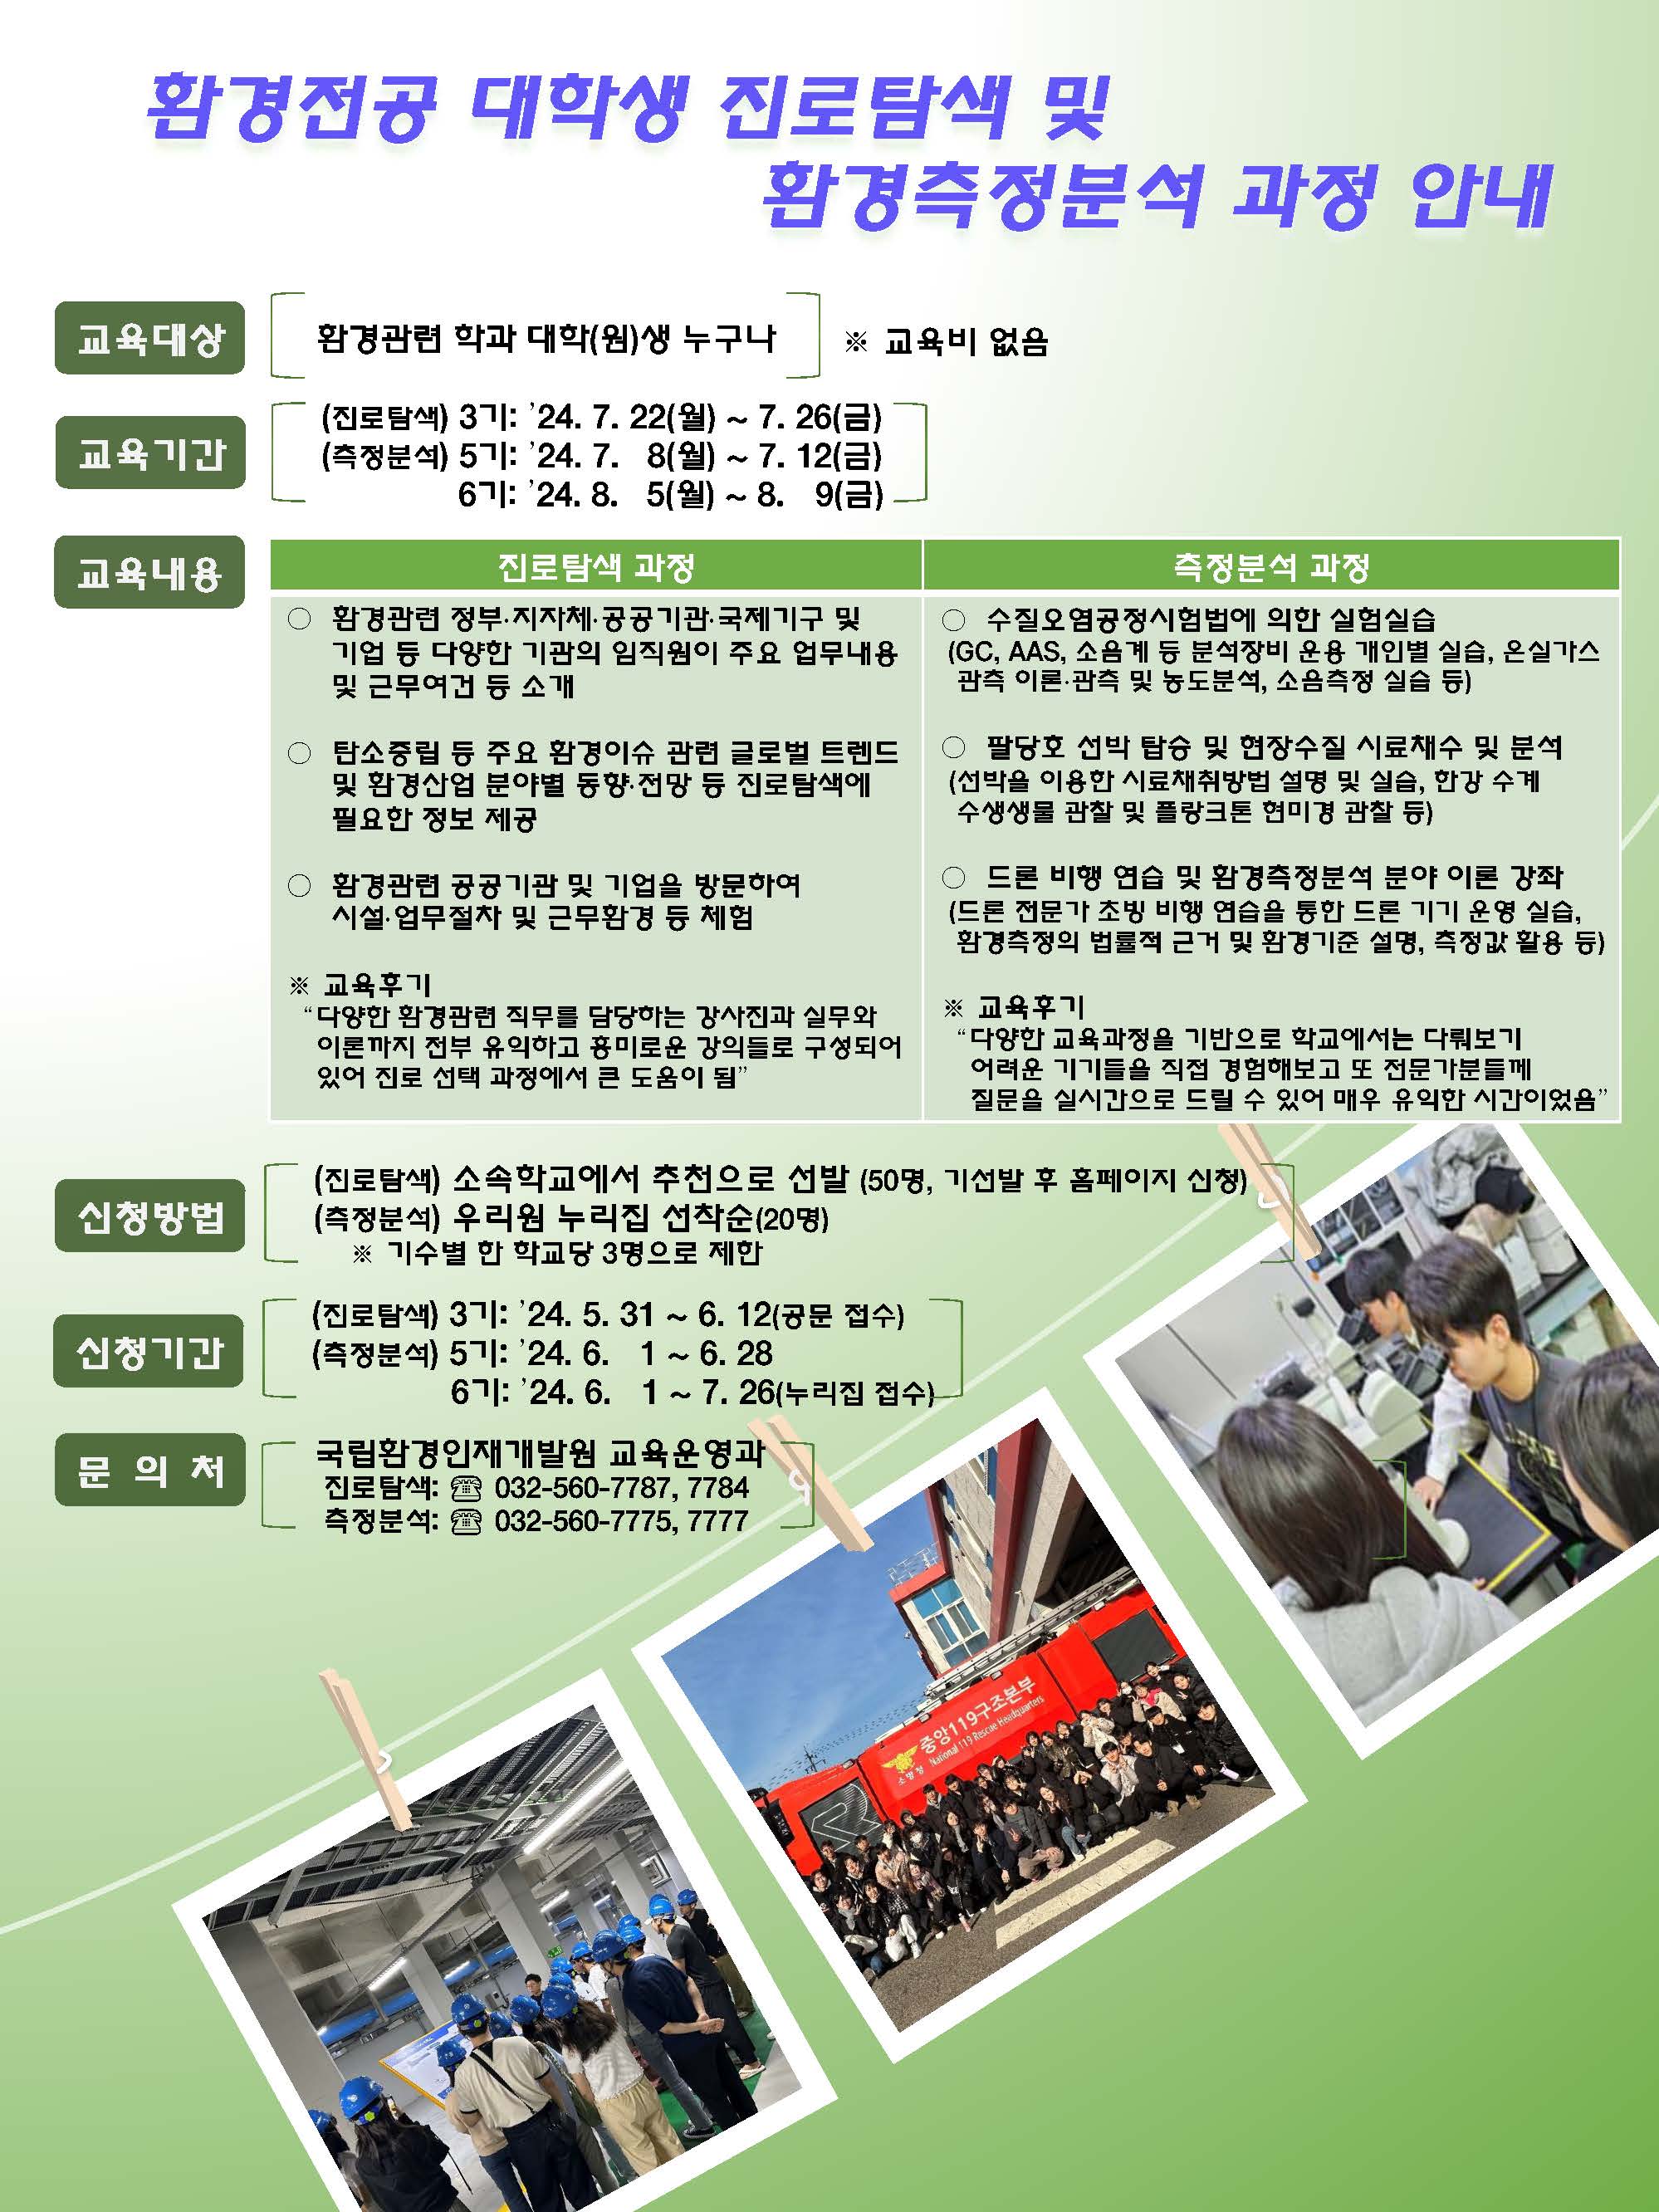 환경전공 대학생 진로탐색 및
환경측정분석 과정 안내
교육대상
환경관련 학과 대학(원)생 누구나
※ 교육비 없음
교육기간
(진로탐색) 3기: ’24. 7. 22(월) ~ 7. 26(금)
(측정분석) 5기: ’24. 7. 8(월) ~ 7. 12(금)
6기: ’24. 8. 5(월) ~ 8. 9(금)
교육내용
진로탐색 과정
○ 환경관련 정부·지자체·공공기관·국제기구 및
기업 등 다양한 기관의 임직원이 주요 업무내용
및 근무여건 등 소개
○ 탄소중립 등 주요 환경이슈 관련 글로벌 트렌드
및 환경산업 분야별 동향·전망 등 진로탐색에
필요한 정보 제공
○ 환경관련 공공기관 및 기업을 방문하여
시설·업무절차 및 근무환경 등 체험
※ 교육후기
“다양한 환경관련 직무를 담당하는 강사진과 실무와
이론까지 전부 유익하고 흥미로운 강의들로 구성되어
있어 진로 선택 과정에서 큰 도움이 됨”
측정분석 과정
○ 수질오염공정시험법에 의한 실험실습
(GC, AAS, 소음계 등 분석장비 운용 개인별 실습, 온실가스
관측 이론·관측 및 농도분석, 소음측정 실습 등)
○ 팔당호 선박 탑승 및 현장수질 시료채수 및 분석
(선박을 이용한 시료채취방법 설명 및 실습, 한강 수계
수생생물 관찰 및 플랑크톤 현미경 관찰 등)
○ 드론 비행 연습 및 환경측정분석 분야 이론 강좌
(드론 전문가 초빙 비행 연습을 통한 드론 기기 운영 실습,
환경측정의 법률적 근거 및 환경기준 설명, 측정값 활용 등)
※ 교육후기
“다양한 교육과정을 기반으로 학교에서는 다뤄보기
어려운 기기들을 직접 경험해보고 또 전문가분들께
질문을 실시간으로 드릴 수 있어 매우 유익한 시간이었음”
신청방법
(진로탐색) 소속학교에서 추천으로 선발 (50명, 기선발 후 홈페이지 신청)
(측정분석) 우리원 누리집 선착순(20명)
※ 기수별 한 학교당 3명으로 제한
신청기간
(진로탐색) 3기: ’24. 5. 31 ~ 6. 12(공문 접수)
(측정분석) 5기: ’24. 6. 1 ~ 6. 28
6기: ’24. 6. 1 ~ 7. 26(누리집 접수)
문 의 처
국립환경인재개발원 교육운영과
진로탐색: ☏ 032-560-7787, 7784
측정분석: ☏ 032-560-7775, 7777
중앙119구조본부
소방청 National 119 Rescue Headquarters